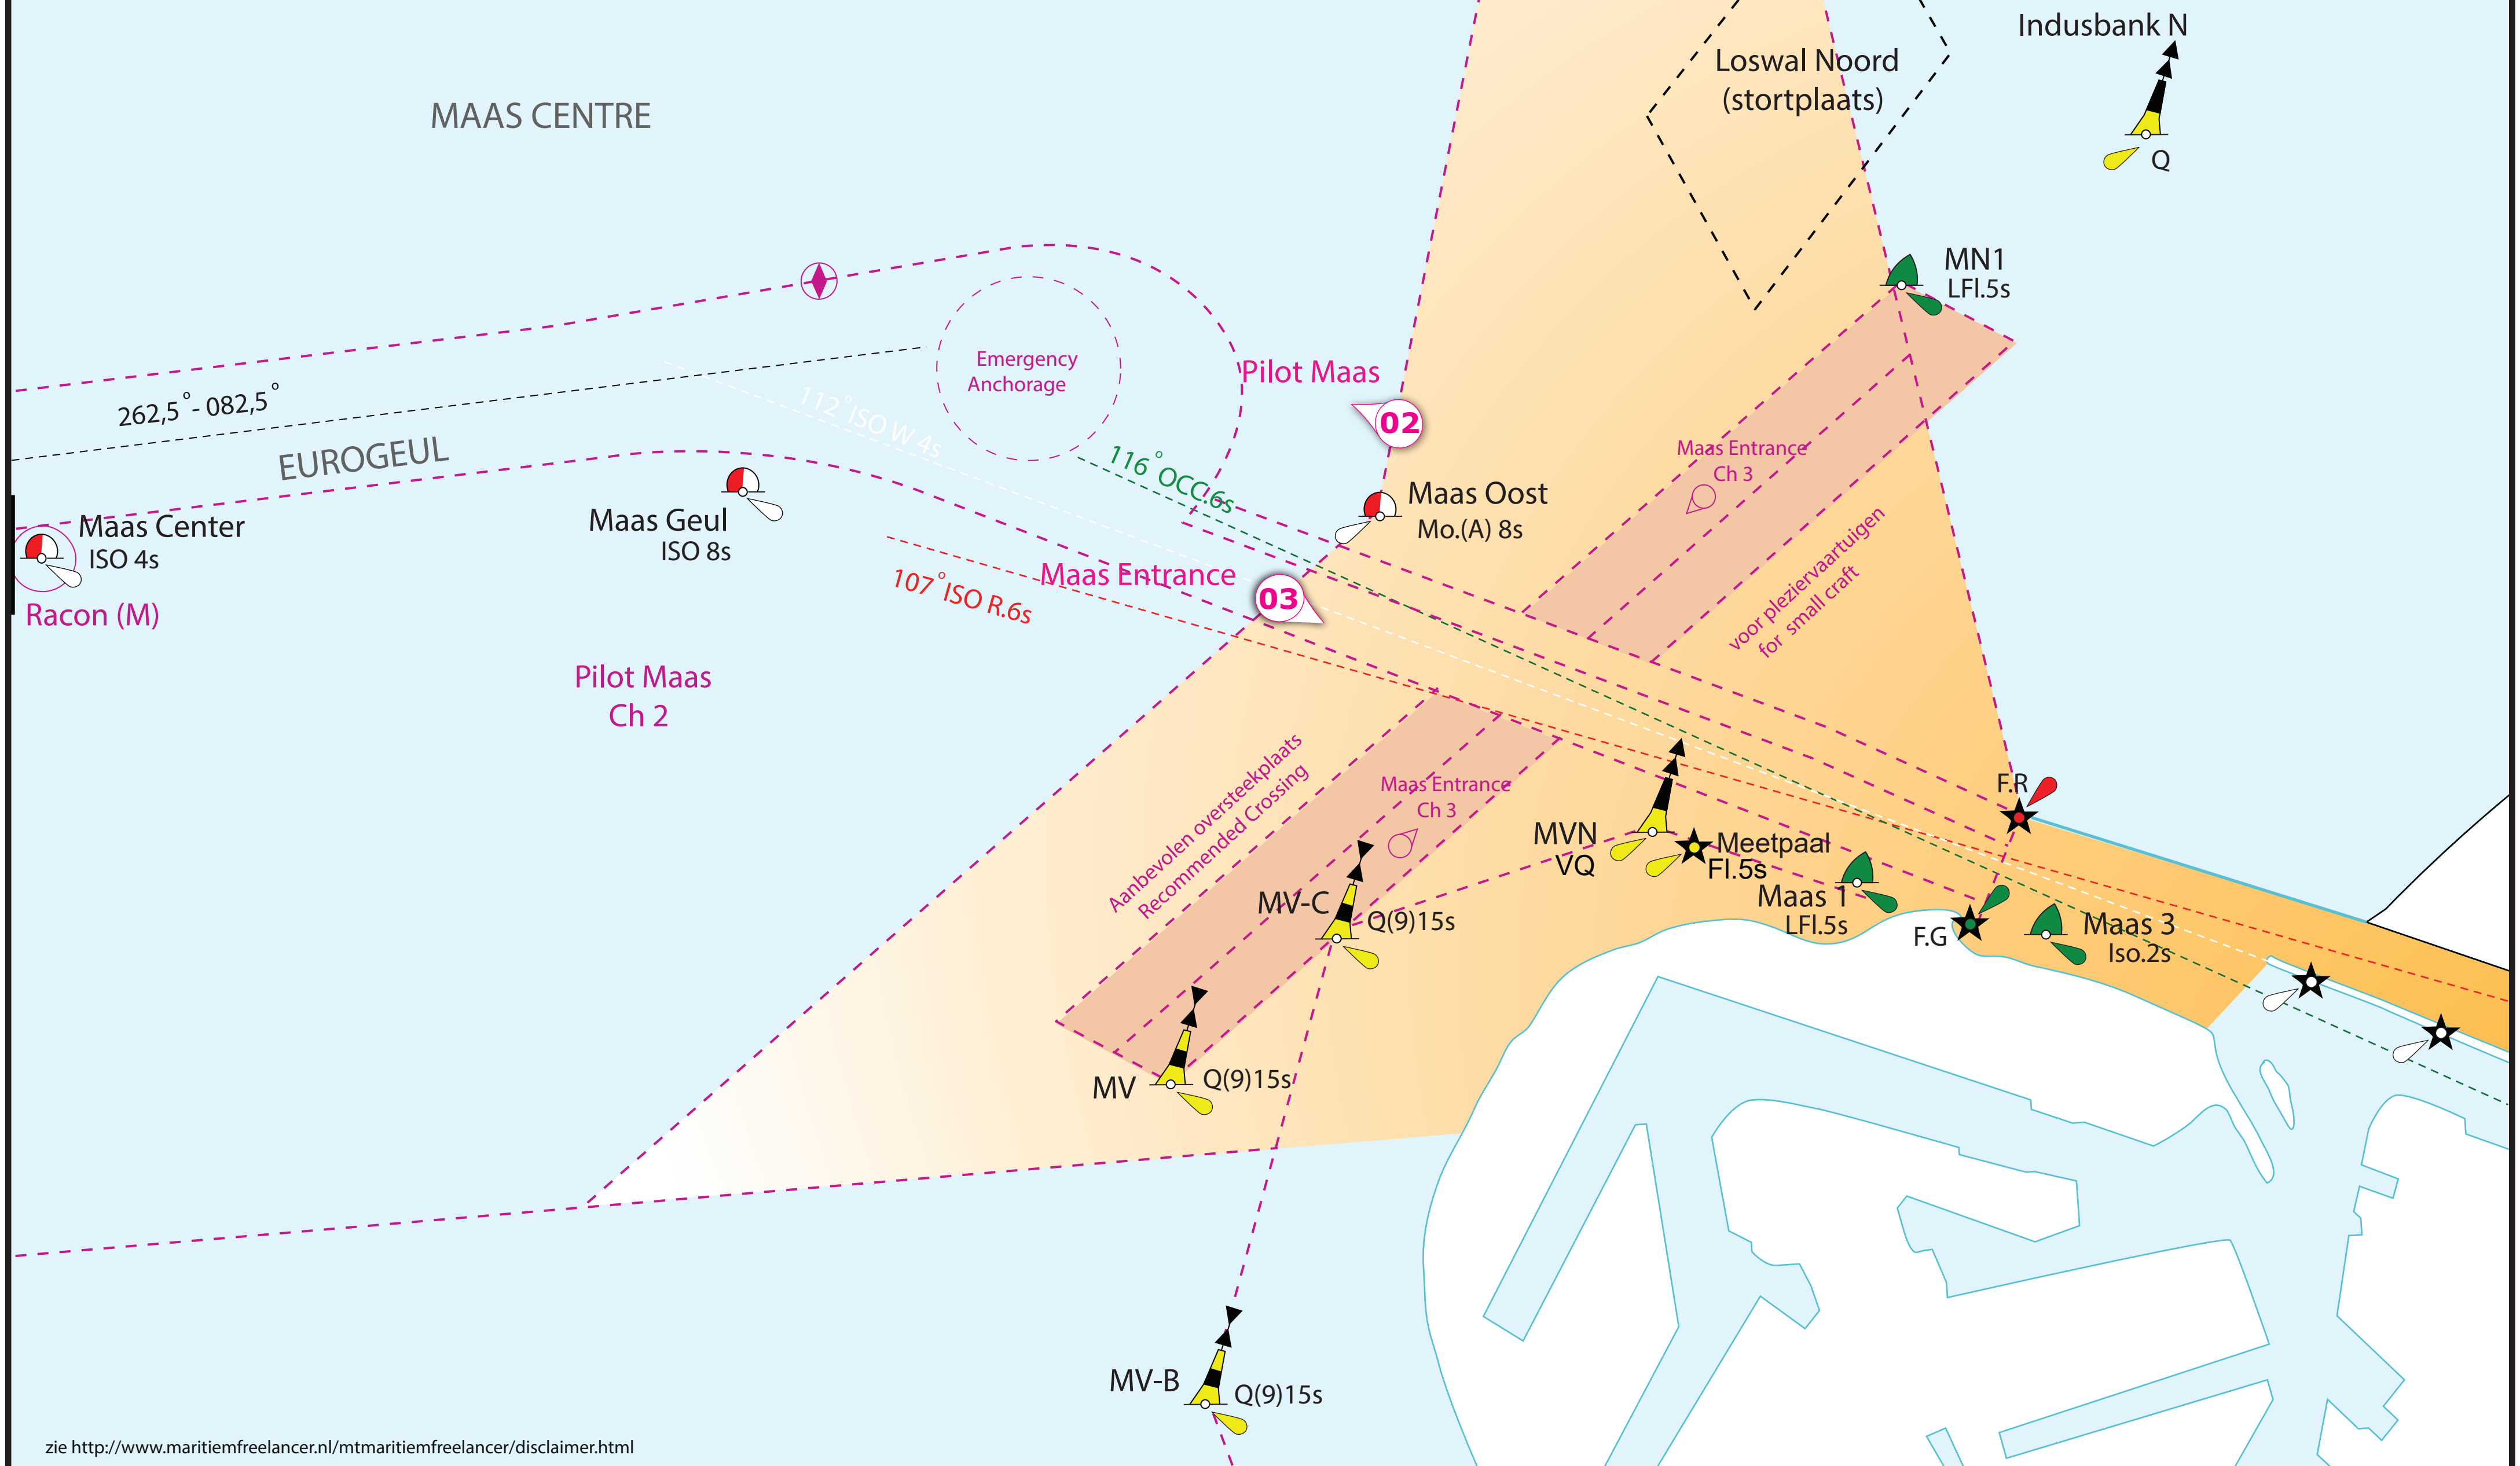 Indusbank N
Q
Loswal Noord
(stortplaats)
MAAS CENTRE
MN1
LFl.5s
Emergency
Anchorage
Pilot Maas
02
262,5°- 082,5°
112°ISO W 4s
EUROGEUL
116°OCC.6s
Maas Entrance
Ch 3
Maas Oost
Mo.(A) 8s
Maas Geul
ISO 8s
Maas Center
ISO 4s
Racon (M)
voor pleziervaartuigen
for small craft
Maas Entrance
03
107°ISO R.6s
Pilot Maas
Ch 2
Aanbevolen oversteekplaats
Recommended Crossing
Maas Entrance
Ch 3
F.R
MVN
VQ
Meetpaal
Fl.5s
Maas 1
LFl.5s
MV-C
Q(9)15s
F.G
Maas 3
Iso.2s
MV
Q(9)15s
MV-B
Q(9)15s
zie http://www.maritiemfreelancer.nl/mtmaritiemfreelancer/disclaimer.html